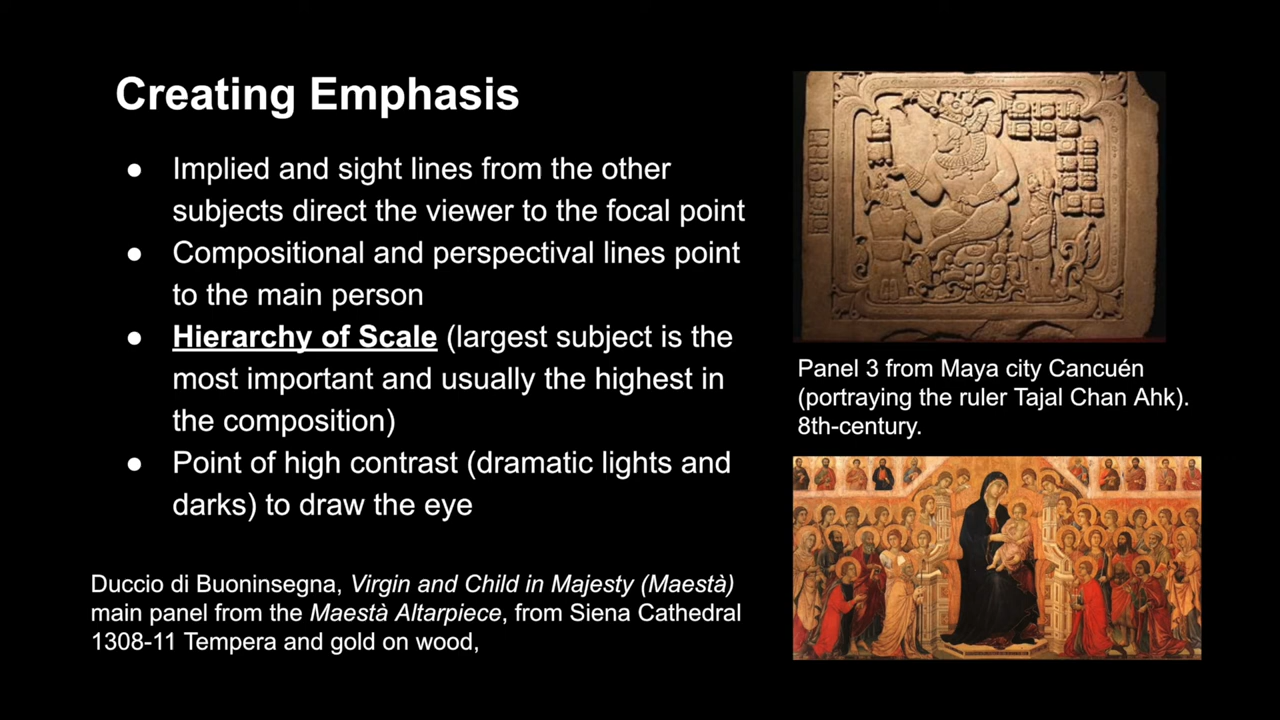 Creating Emphasis
● Implied and sight lines from the other
subjects direct the viewer to the focal point
● Compositional and perspectival lines point
to the main person
● Hierarchy of Scale (largest subject is the
most important and usually the highest in
the composition)
● Point of high contrast (dramatic lights and
darks) to draw the eye
Duccio di Buoninsegna, Virgin and Child in Majesty (Maestà)
main panel from the Maestà Altarpiece, from Siena Cathedral
1308-11 Tempera and gold on wood,
Panel 3 from Maya city Cancuén
(portraying the ruler Tajal Chan Ahk).
8th-century.